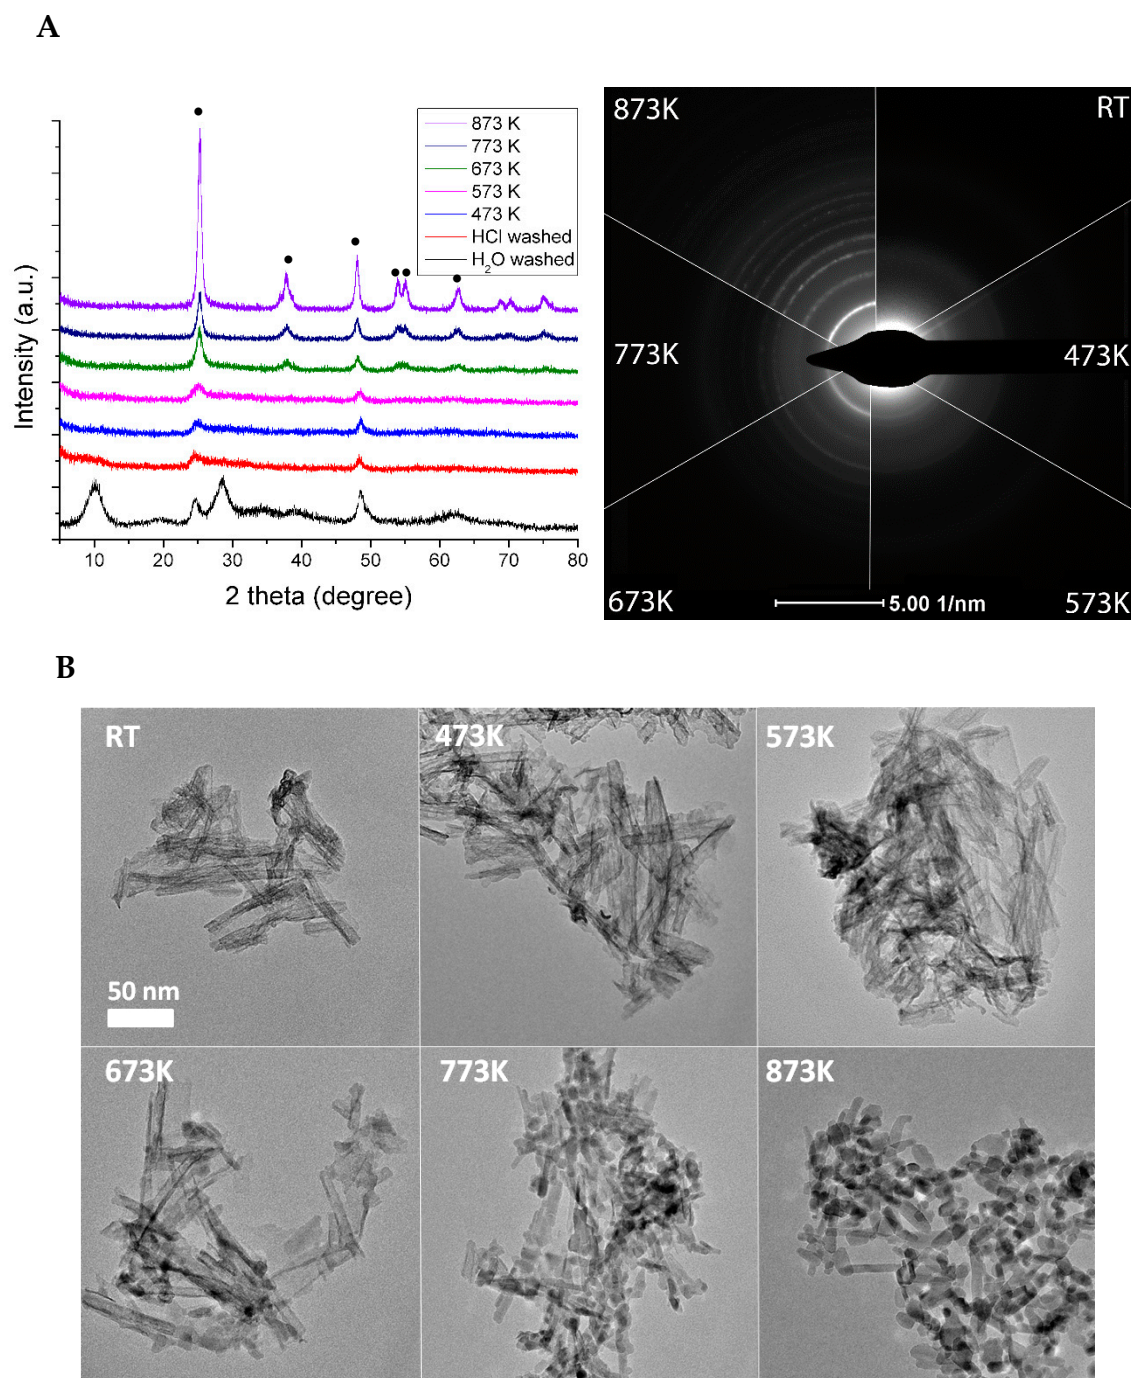 A
873 K
773 K
673 K
573 K
473 K
HCl washed
H₂O washed
Intensity (a.u.)
10 20 30 40 50 60 70 80
2 theta (degree)
873K
RT
773K
473K
673K
5.00 1/nm
573K
B
RT
473K
573K
50 nm
673K
773K
873K